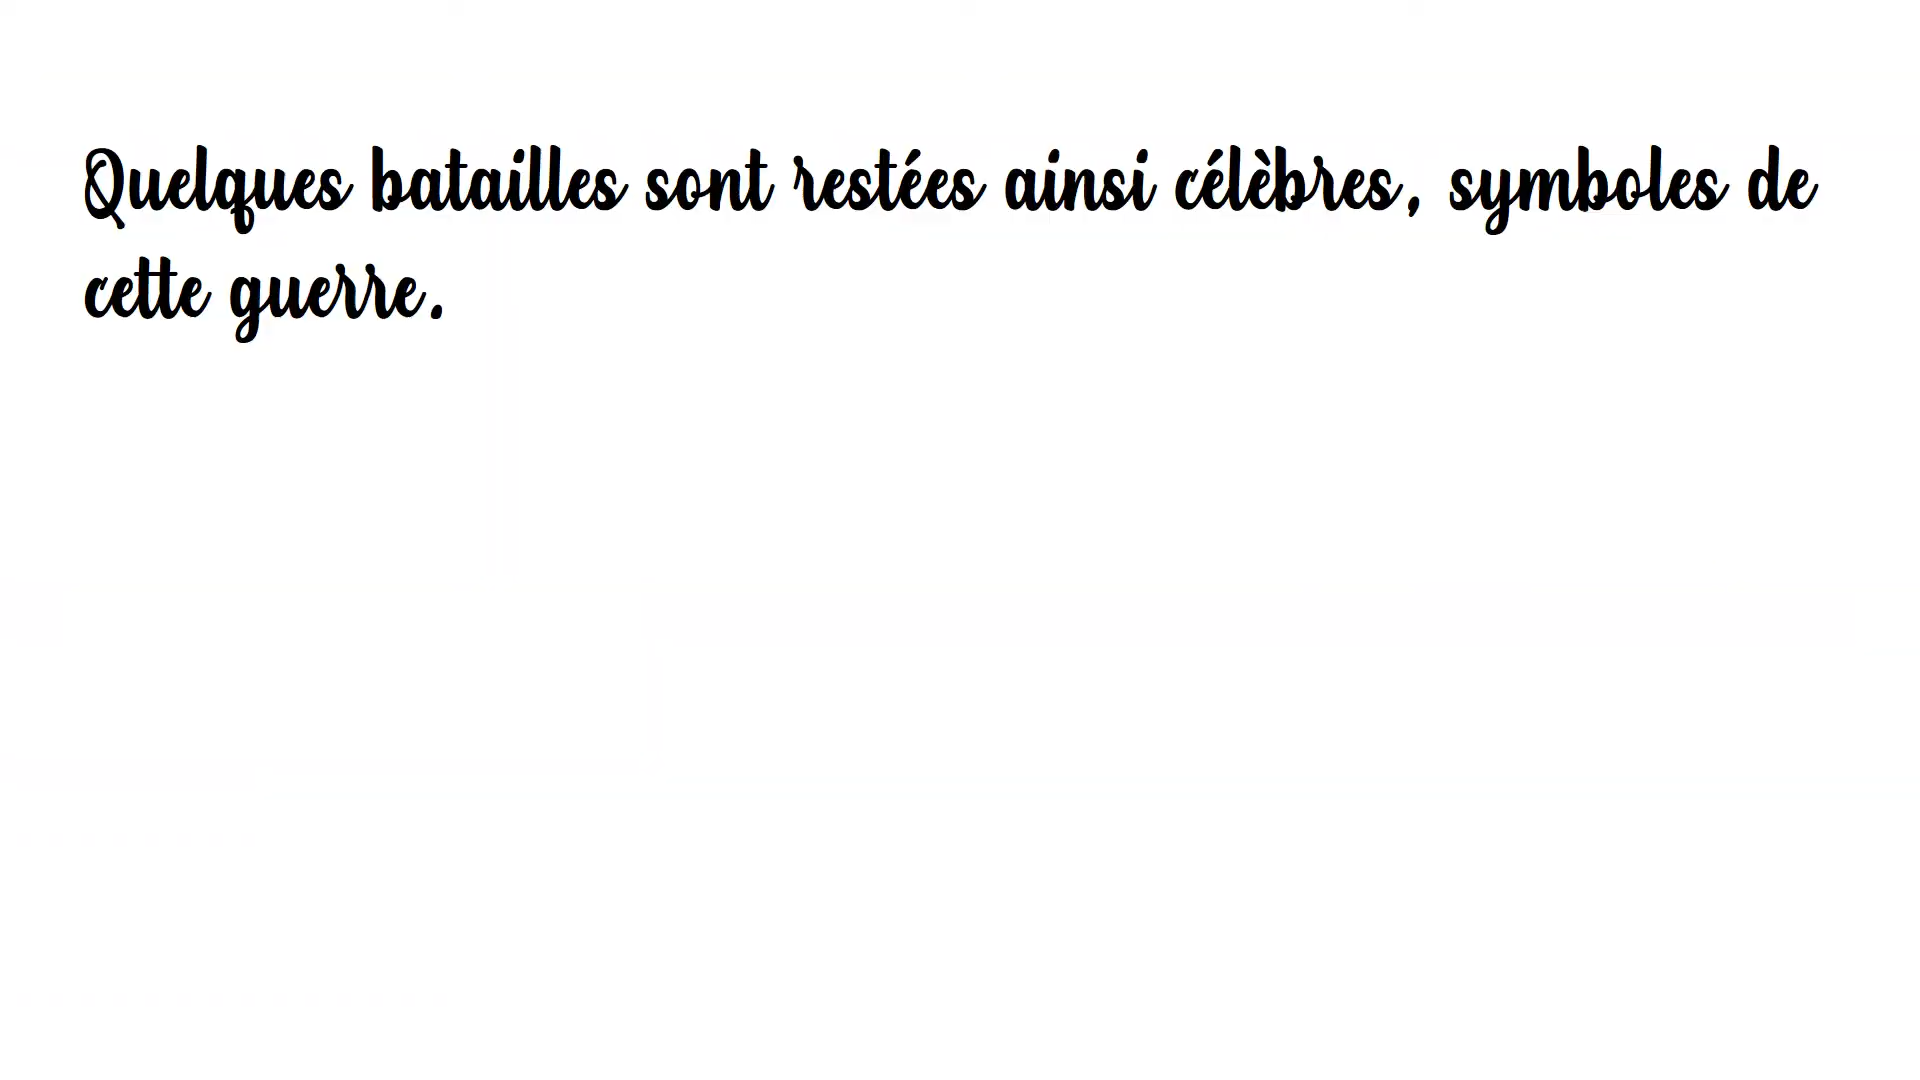 Quelques batailles sont restées ainsi célèbres, symboles de
cette guerre.